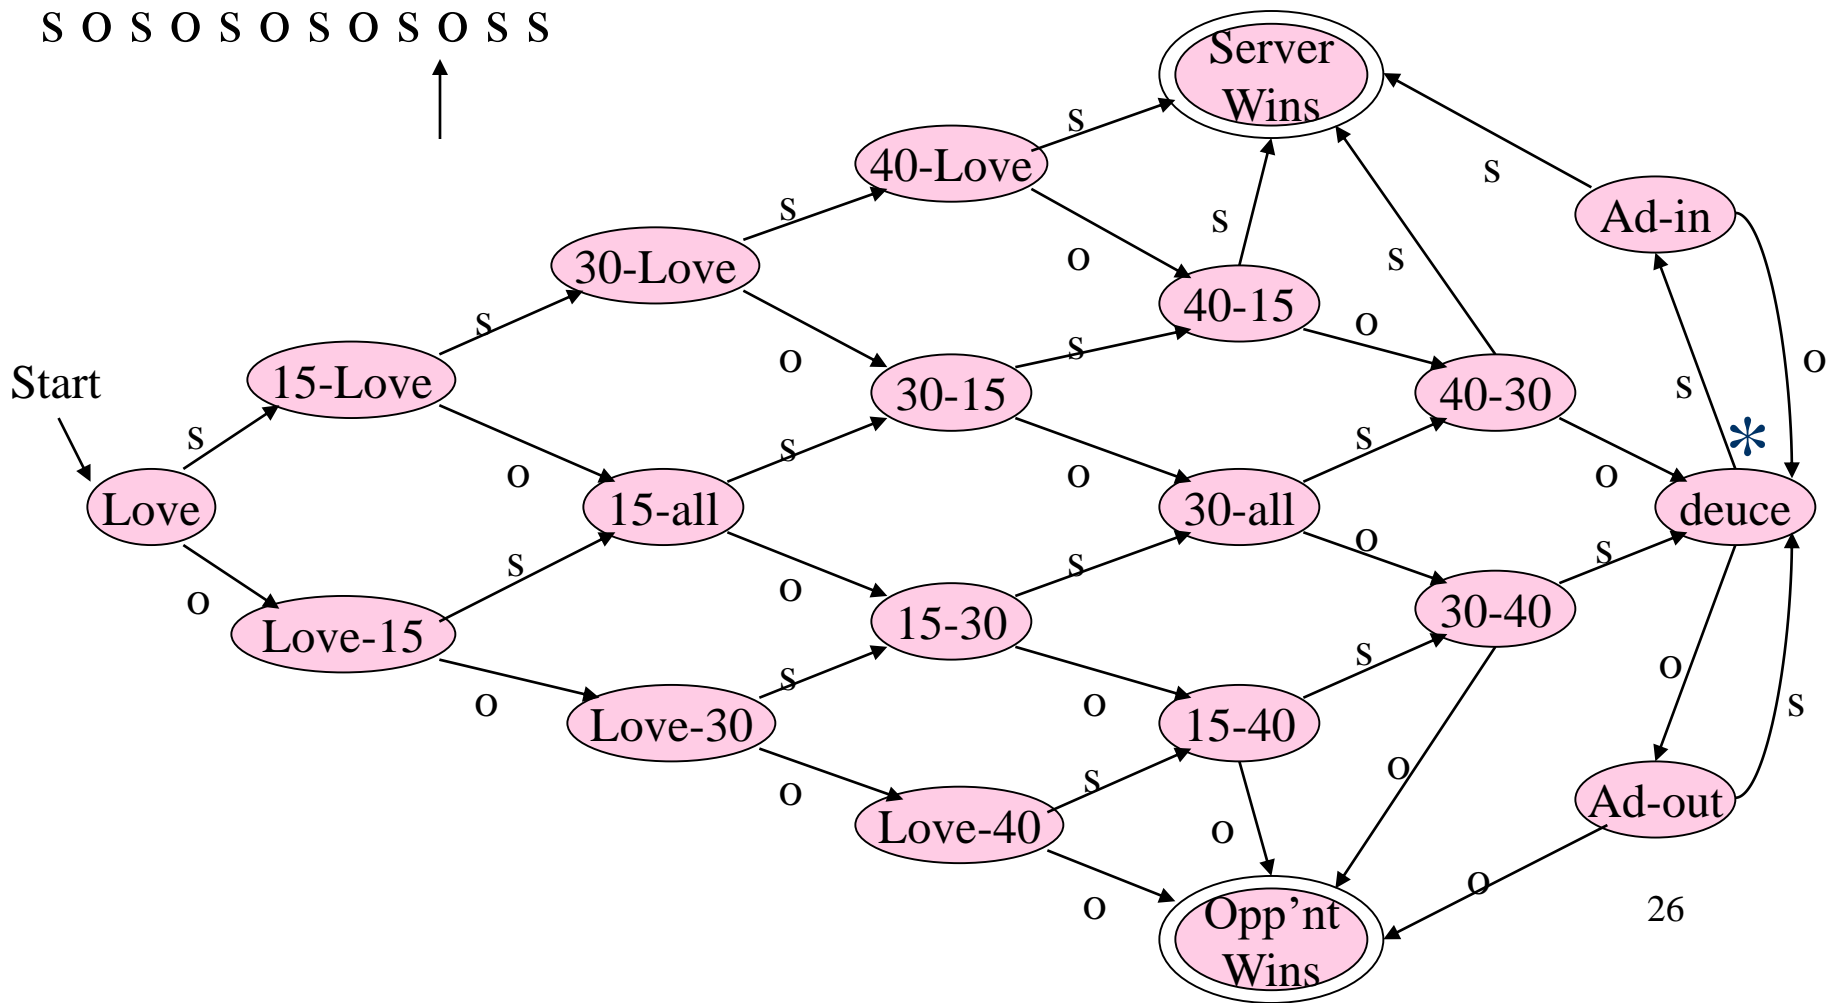 s o s o s o s o s o s s
Server
Wins
s
40-Love
s
s
Ad-in
s
30-Love
s
o
s
40-15
s
s
o
o
15-Love
o
s
30-15
40-30
s
Start
s
*
s
s
o
o
o
Love
15-all
30-all
deuce
s
o
s
s
o
o
15-30
30-40
Love-15
s
s
o
s
o
o
15-40
Love-30
s
o
o
s
Ad-out
Love-40
o
o
o
Opp'nt
Wins
26